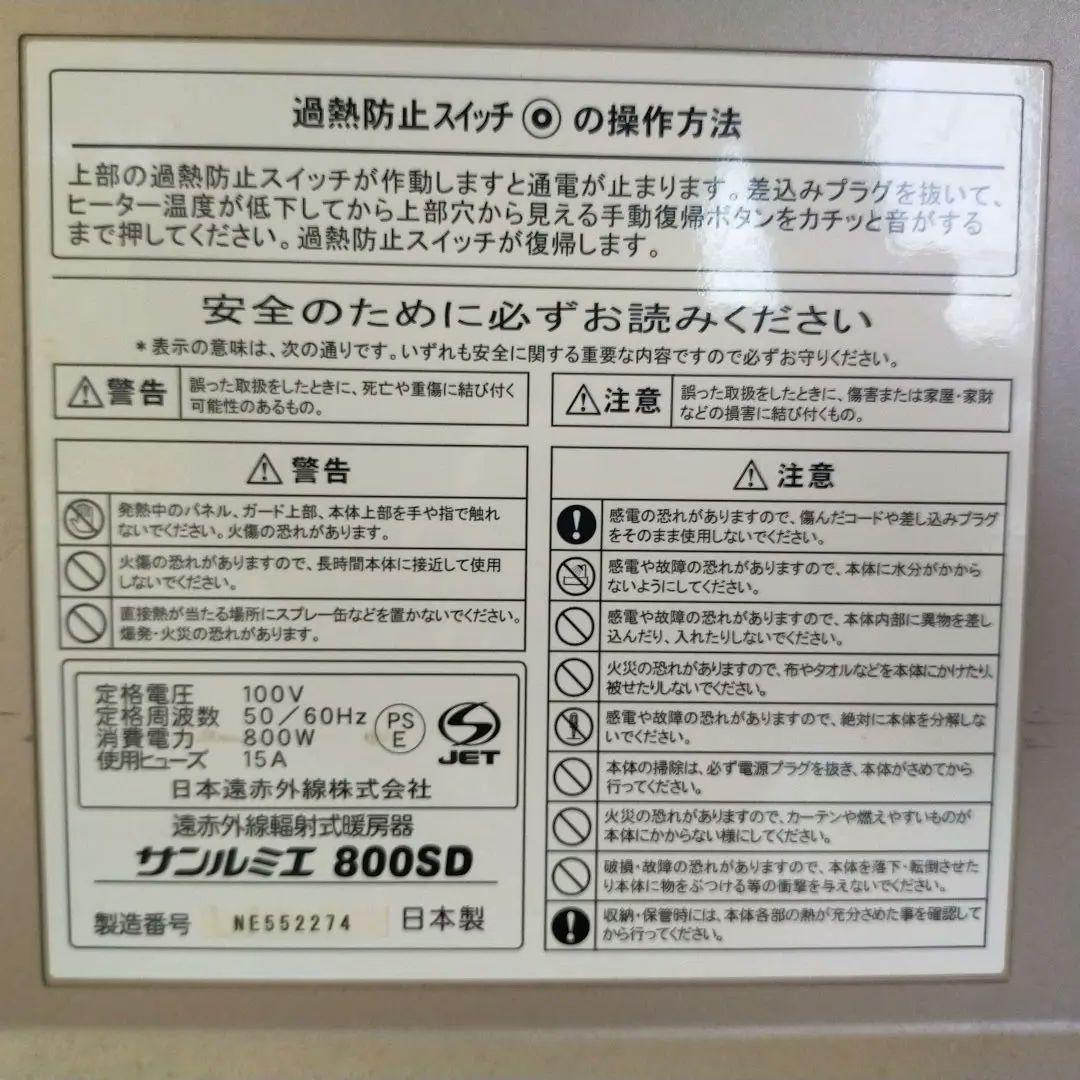 過熱防止スイッチ◎の操作方法
上部の過熱防止スイッチが作動しますと通電が止まります。差込みプラグを抜いて、
ヒーター温度が低下してから上部穴から見える手動復帰ボタンをカチッと音がする
まで押してください。過熱防止スイッチが復帰します。
安全のために必ずお読みください
*表示の意味は、次の通りです。いずれも安全に関する重要な内容ですので必ずお守りください。
⚠警告
誤った取扱をしたときに、死亡や重傷に結び付く
可能性のあるもの。
⚠注意
誤った取扱をしたときに、傷害または家屋・家財
などの損害に結び付くもの。
⚠警告
発熱中のパネル、ガード上部、本体上部を手や指で触れ
ないでください。火傷の恐れがあります。
火傷の恐れがありますので、長時間本体に接近して使用
しないでください。
直接熱が当たる場所にスプレー缶などを置かないでください。
爆発・火災の恐れがあります。
定格電圧 100V
定格周波数 50/60Hz
消費電力 800W
使用ヒューズ 15A
PS
E
JET
日本遠赤外線株式会社
遠赤外線輻射式暖房器
サンルミエ 800SD
製造番号 NE552274 日本製
⚠注意
感電の恐れがありますので、傷んだコードや差し込みプラグ
をそのまま使用しないでください。
感電や故障の恐れがありますので、本体に水分がかから
ないようにしてください。
感電や故障の恐れがありますので、本体内部に異物を差し
込んだり、入れたりしないでください。
火災の恐れがありますので、布やタオルなどを本体にかけたり、
被せたりしないでください。
感電や故障の恐れがありますので、絶対に本体を分解しな
いでください。
本体の掃除は、必ず電源プラグを抜き、本体がさめてから
行ってください。
火災の恐れがありますので、カーテンや燃えやすいものが
本体にかからない様にしてください。
破損・故障の恐れがありますので、本体を落下・転倒させた
り本体に物をぶつける等の衝撃を与えないでください。
収納・保管時には、本体各部の熱が充分さめた事を確認して
から行ってください。